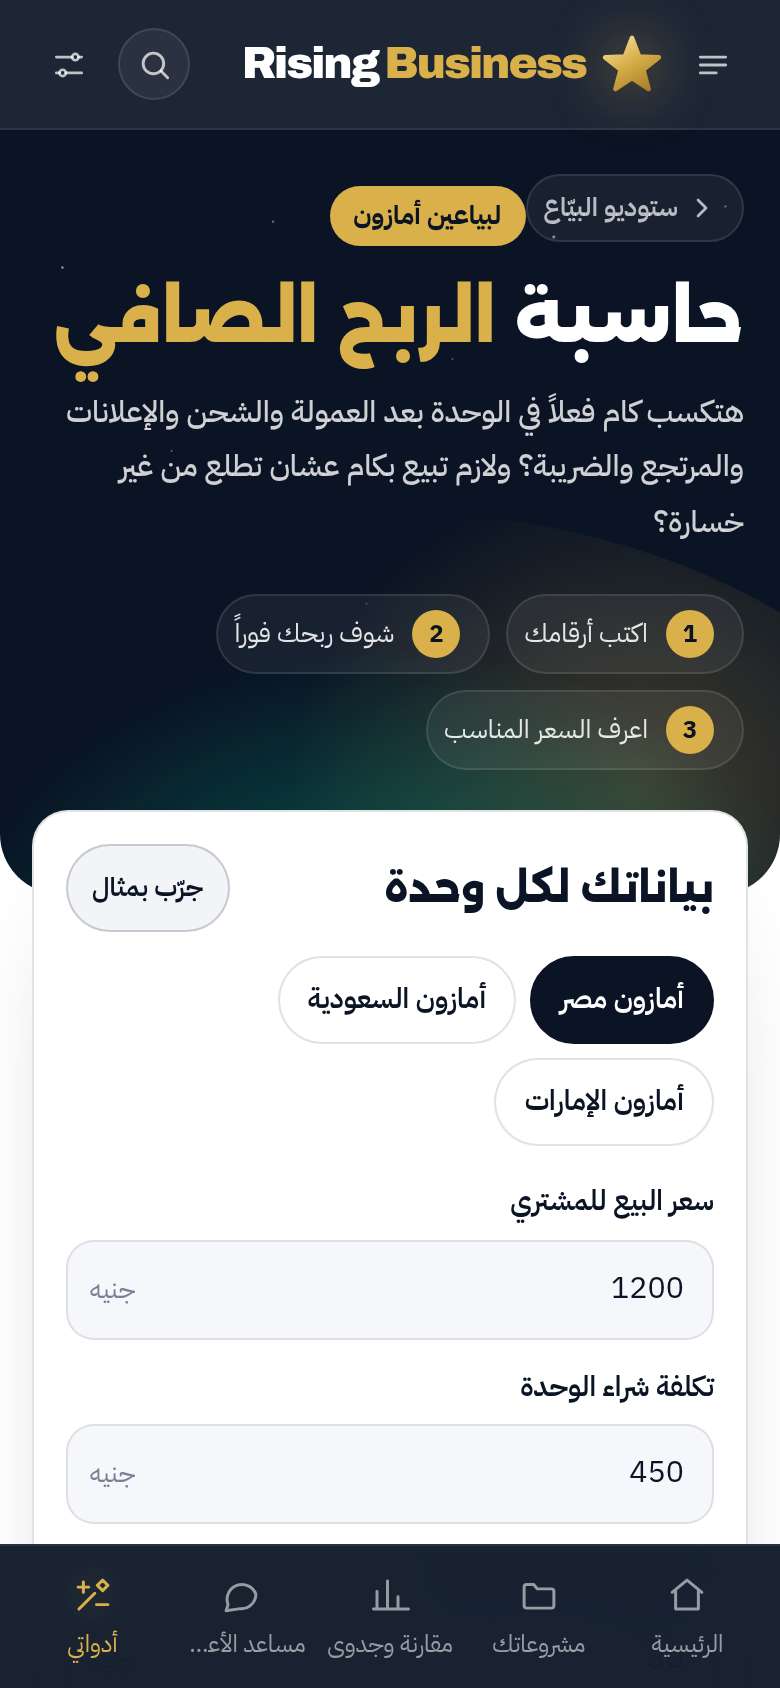 Rising Business
ستوديو البيّاع
لبياعين أمازون
حاسبة الربح الصافي
هتكسب كام فعلاً في الوحدة بعد العمولة والشحن والإعلانات
والمرتجع والضريبة؟ ولازم تبيع بكام عشان تطلع من غير
خسارة؟
1 اكتب أرقامك
2 شوف ربحك فوراً
3 اعرف السعر المناسب
بياناتك لكل وحدة
جرّب بمثال
أمازون مصر
أمازون السعودية
أمازون الإمارات
سعر البيع للمشتري
1200 جنيه
تكلفة شراء الوحدة
450 جنيه
الرئيسية
مشروعاتك
مقارنة وجدوى
مساعد الأع...
أدواتي